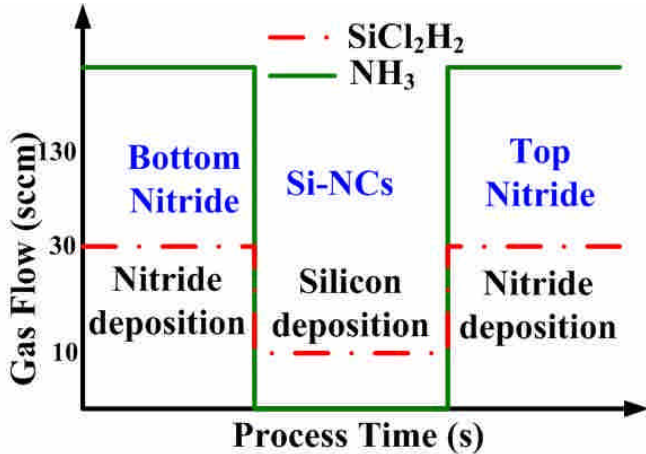 SiCl₂H₂
NH₃
Gas Flow (sccm)
130
30
10
Bottom
Nitride
Si-NCs
Top
Nitride
Nitride
deposition
Silicon
deposition
Nitride
deposition
Process Time (s)